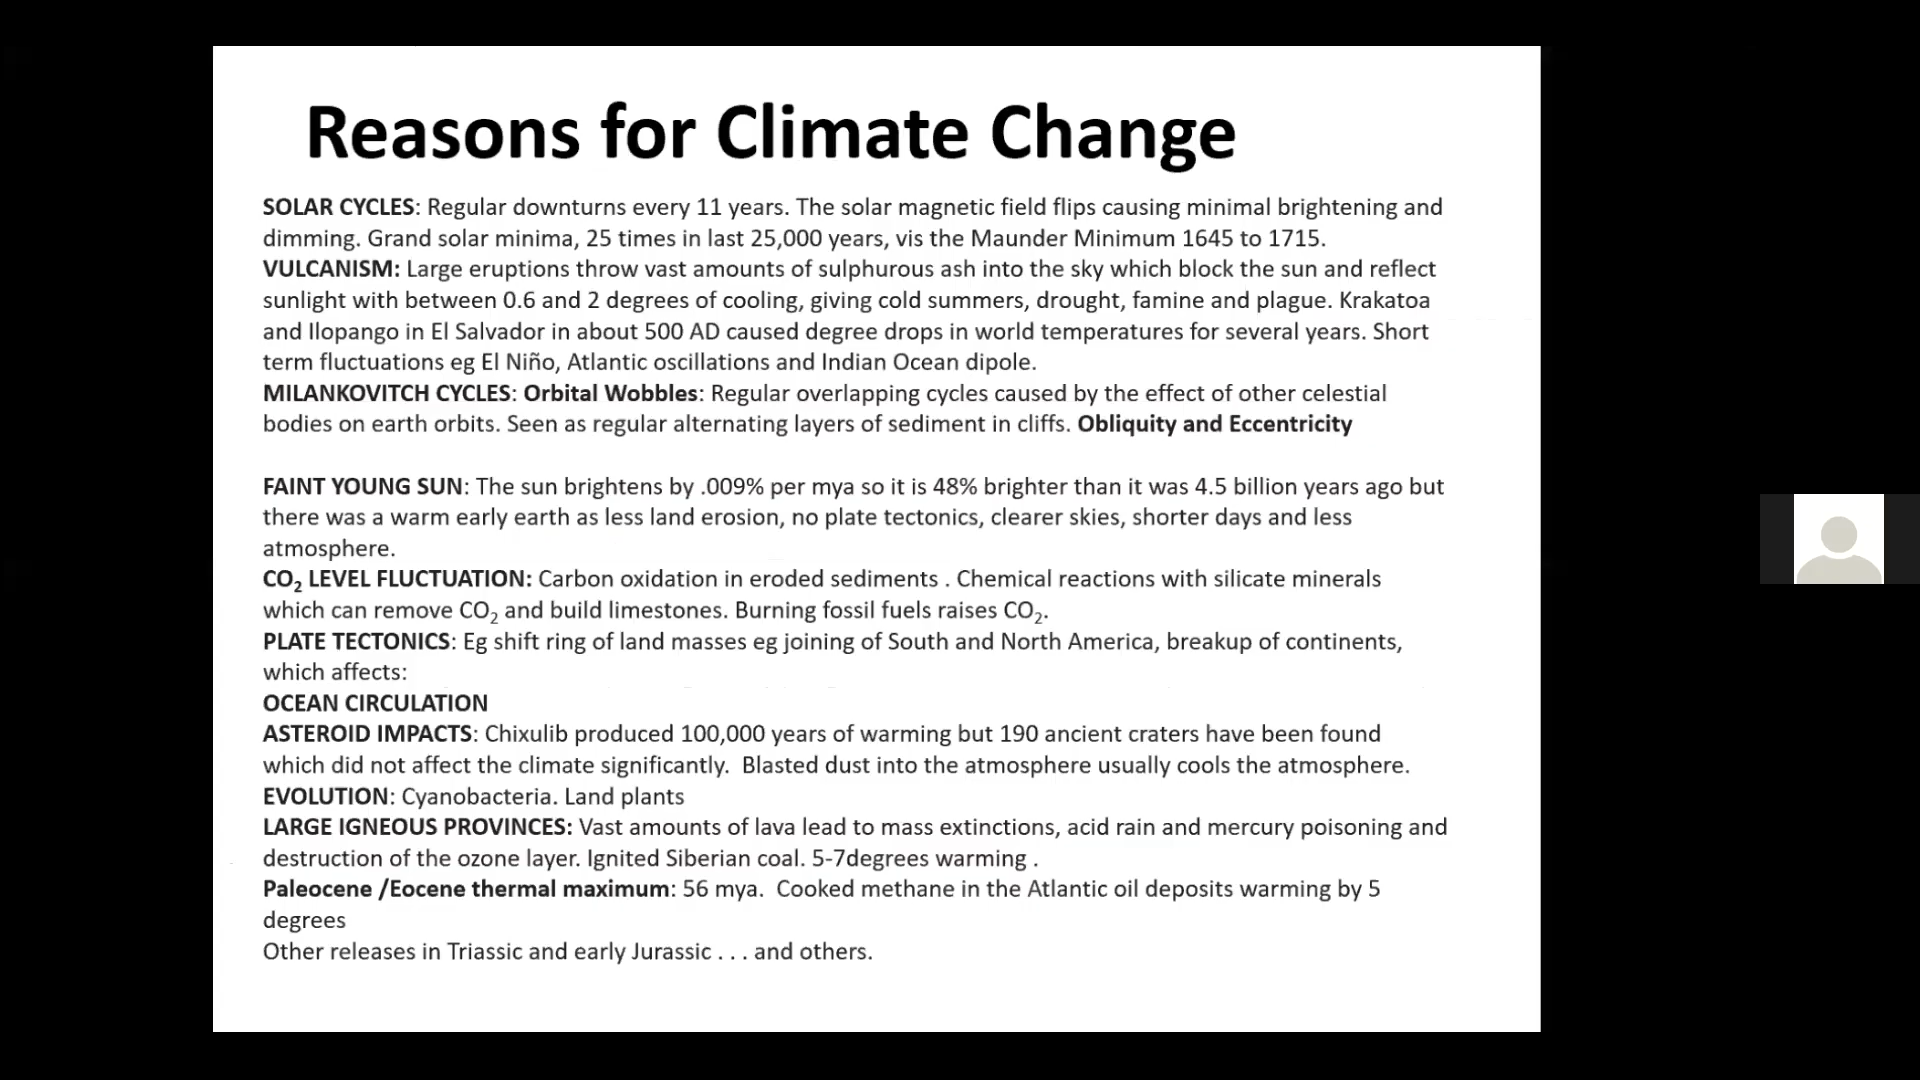 Reasons for Climate Change
SOLAR CYCLES: Regular downturns every 11 years. The solar magnetic field flips causing minimal brightening and
dimming. Grand solar minima, 25 times in last 25,000 years, vis the Maunder Minimum 1645 to 1715.
VULCANISM: Large eruptions throw vast amounts of sulphurous ash into the sky which block the sun and reflect
sunlight with between 0.6 and 2 degrees of cooling, giving cold summers, drought, famine and plague. Krakatoa
and Ilopango in El Salvador in about 500 AD caused degree drops in world temperatures for several years. Short
term fluctuations eg El Niño, Atlantic oscillations and Indian Ocean dipole.
MILANKOVITCH CYCLES: Orbital Wobbles: Regular overlapping cycles caused by the effect of other celestial
bodies on earth orbits. Seen as regular alternating layers of sediment in cliffs. Obliquity and Eccentricity
FAINT YOUNG SUN: The sun brightens by .009% per mya so it is 48% brighter than it was 4.5 billion years ago but
there was a warm early earth as less land erosion, no plate tectonics, clearer skies, shorter days and less
atmosphere.
CO₂ LEVEL FLUCTUATION: Carbon oxidation in eroded sediments . Chemical reactions with silicate minerals
which can remove CO₂ and build limestones. Burning fossil fuels raises CO₂.
PLATE TECTONICS: Eg shift ring of land masses eg joining of South and North America, breakup of continents,
which affects:
OCEAN CIRCULATION
ASTEROID IMPACTS: Chixulib produced 100,000 years of warming but 190 ancient craters have been found
which did not affect the climate significantly.  Blasted dust into the atmosphere usually cools the atmosphere.
EVOLUTION: Cyanobacteria. Land plants
LARGE IGNEOUS PROVINCES: Vast amounts of lava lead to mass extinctions, acid rain and mercury poisoning and
destruction of the ozone layer. Ignited Siberian coal. 5-7degrees warming .
Paleocene /Eocene thermal maximum: 56 mya.  Cooked methane in the Atlantic oil deposits warming by 5
degrees
Other releases in Triassic and early Jurassic . . . and others.